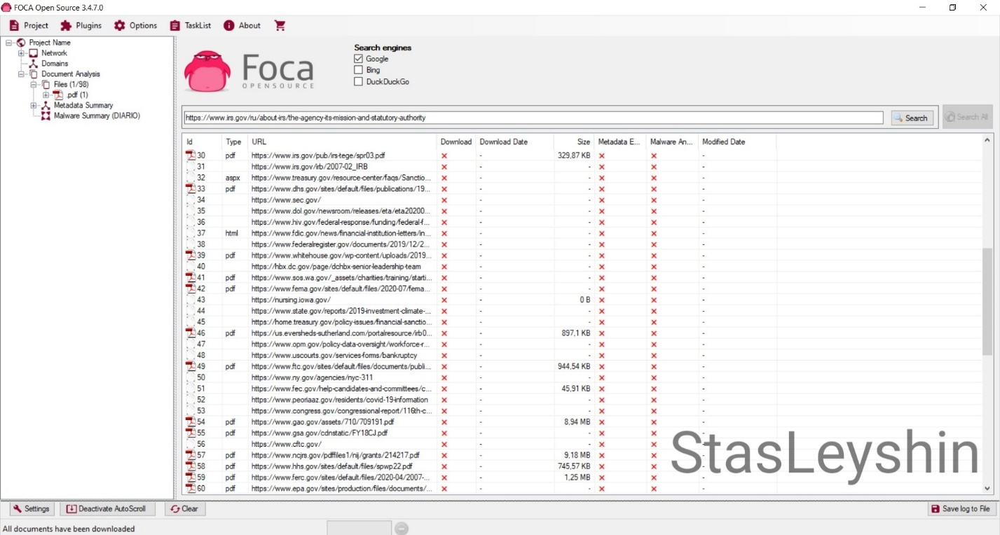 FOCA Open Source 3.4.7.0
Project Plugins Options TaskList About
Project Name
Network
Domains
Document Analysis
Files (1/98)
.pdf (1)
Metadata Summary
Malware Summary (DIARIO)
Foca
OPENSOURCE
Search engines
Google
Bing
DuckDuckGo
https://www.irs.gov/ru/about-irs/the-agency-its-mission-and-statutory-authority Search Search All
Id Type URL Download Download Date Size Metadata E... Malware An... Modified Date
30 pdf https://www.irs.gov/pub/irs-tege/spr03.pdf - 329,87 KB -
31 https://www.irs.gov/irb/2007-02_IRB - - -
32 aspx https://www.treasury.gov/resource-center/faqs/Sanctio... - - -
33 pdf https://www.dhs.gov/sites/default/files/publications/19... - - -
34 https://www.sec.gov/ - - -
35 https://www.dol.gov/newsroom/releases/eta/eta20200... - - -
36 https://www.hiv.gov/federal-response/funding/federal-f... - - -
37 html https://www.fdic.gov/news/financial-institution-letters/in... - - -
38 https://www.federalregister.gov/documents/2019/12/2... - - -
39 pdf https://www.whitehouse.gov/wp-content/uploads/2019... - - -
40 https://hbx.dc.gov/page/dchbx-senior-leadership-team - - -
41 pdf https://www.sos.wa.gov/_assets/charities/training/starti... - - -
42 pdf https://www.fema.gov/sites/default/files/2020-07/fema... - - -
43 https://nursing.iowa.gov/ - 0 B -
44 https://www.state.gov/reports/2019-investment-climate-... - - -
45 https://home.treasury.gov/policy-issues/financial-sanctio... - - -
46 pdf https://us.eversheds-sutherland.com/portalresource/irb0... - 897,1 KB -
47 https://www.opm.gov/policy-data-oversight/workforce-r... - - -
48 https://www.uscourts.gov/services-forms/bankruptcy - - -
49 pdf https://www.ftc.gov/sites/default/files/documents/publi... - 944,54 KB -
50 https://www.ny.gov/agencies/nyc-311 - - -
51 https://www.fec.gov/help-candidates-and-committees/c... - 45,91 KB -
52 https://www.peoriaaz.gov/residents/covid-19-information - - -
53 https://www.congress.gov/congressional-report/116th-c... - - -
54 pdf https://www.gao.gov/assets/710/709191.pdf - 8,94 MB -
55 pdf https://www.gsa.gov/cdnstatic/FY18CJ.pdf - - -
56 https://www.cftc.gov/ - - -
57 pdf https://www.ncjrs.gov/pdffiles1/nij/grants/214217.pdf - 9,18 MB -
58 pdf https://www.hhs.gov/sites/default/files/spwp22.pdf - 745,57 KB -
59 pdf https://www.ferc.gov/sites/default/files/2020-04/2007-... - 1,25 MB -
60 pdf https://www.epa.gov/sites/production/files/documents/... - - -
StasLeyshin
Settings Deactivate AutoScroll Clear Save log to File
All documents have been downloaded